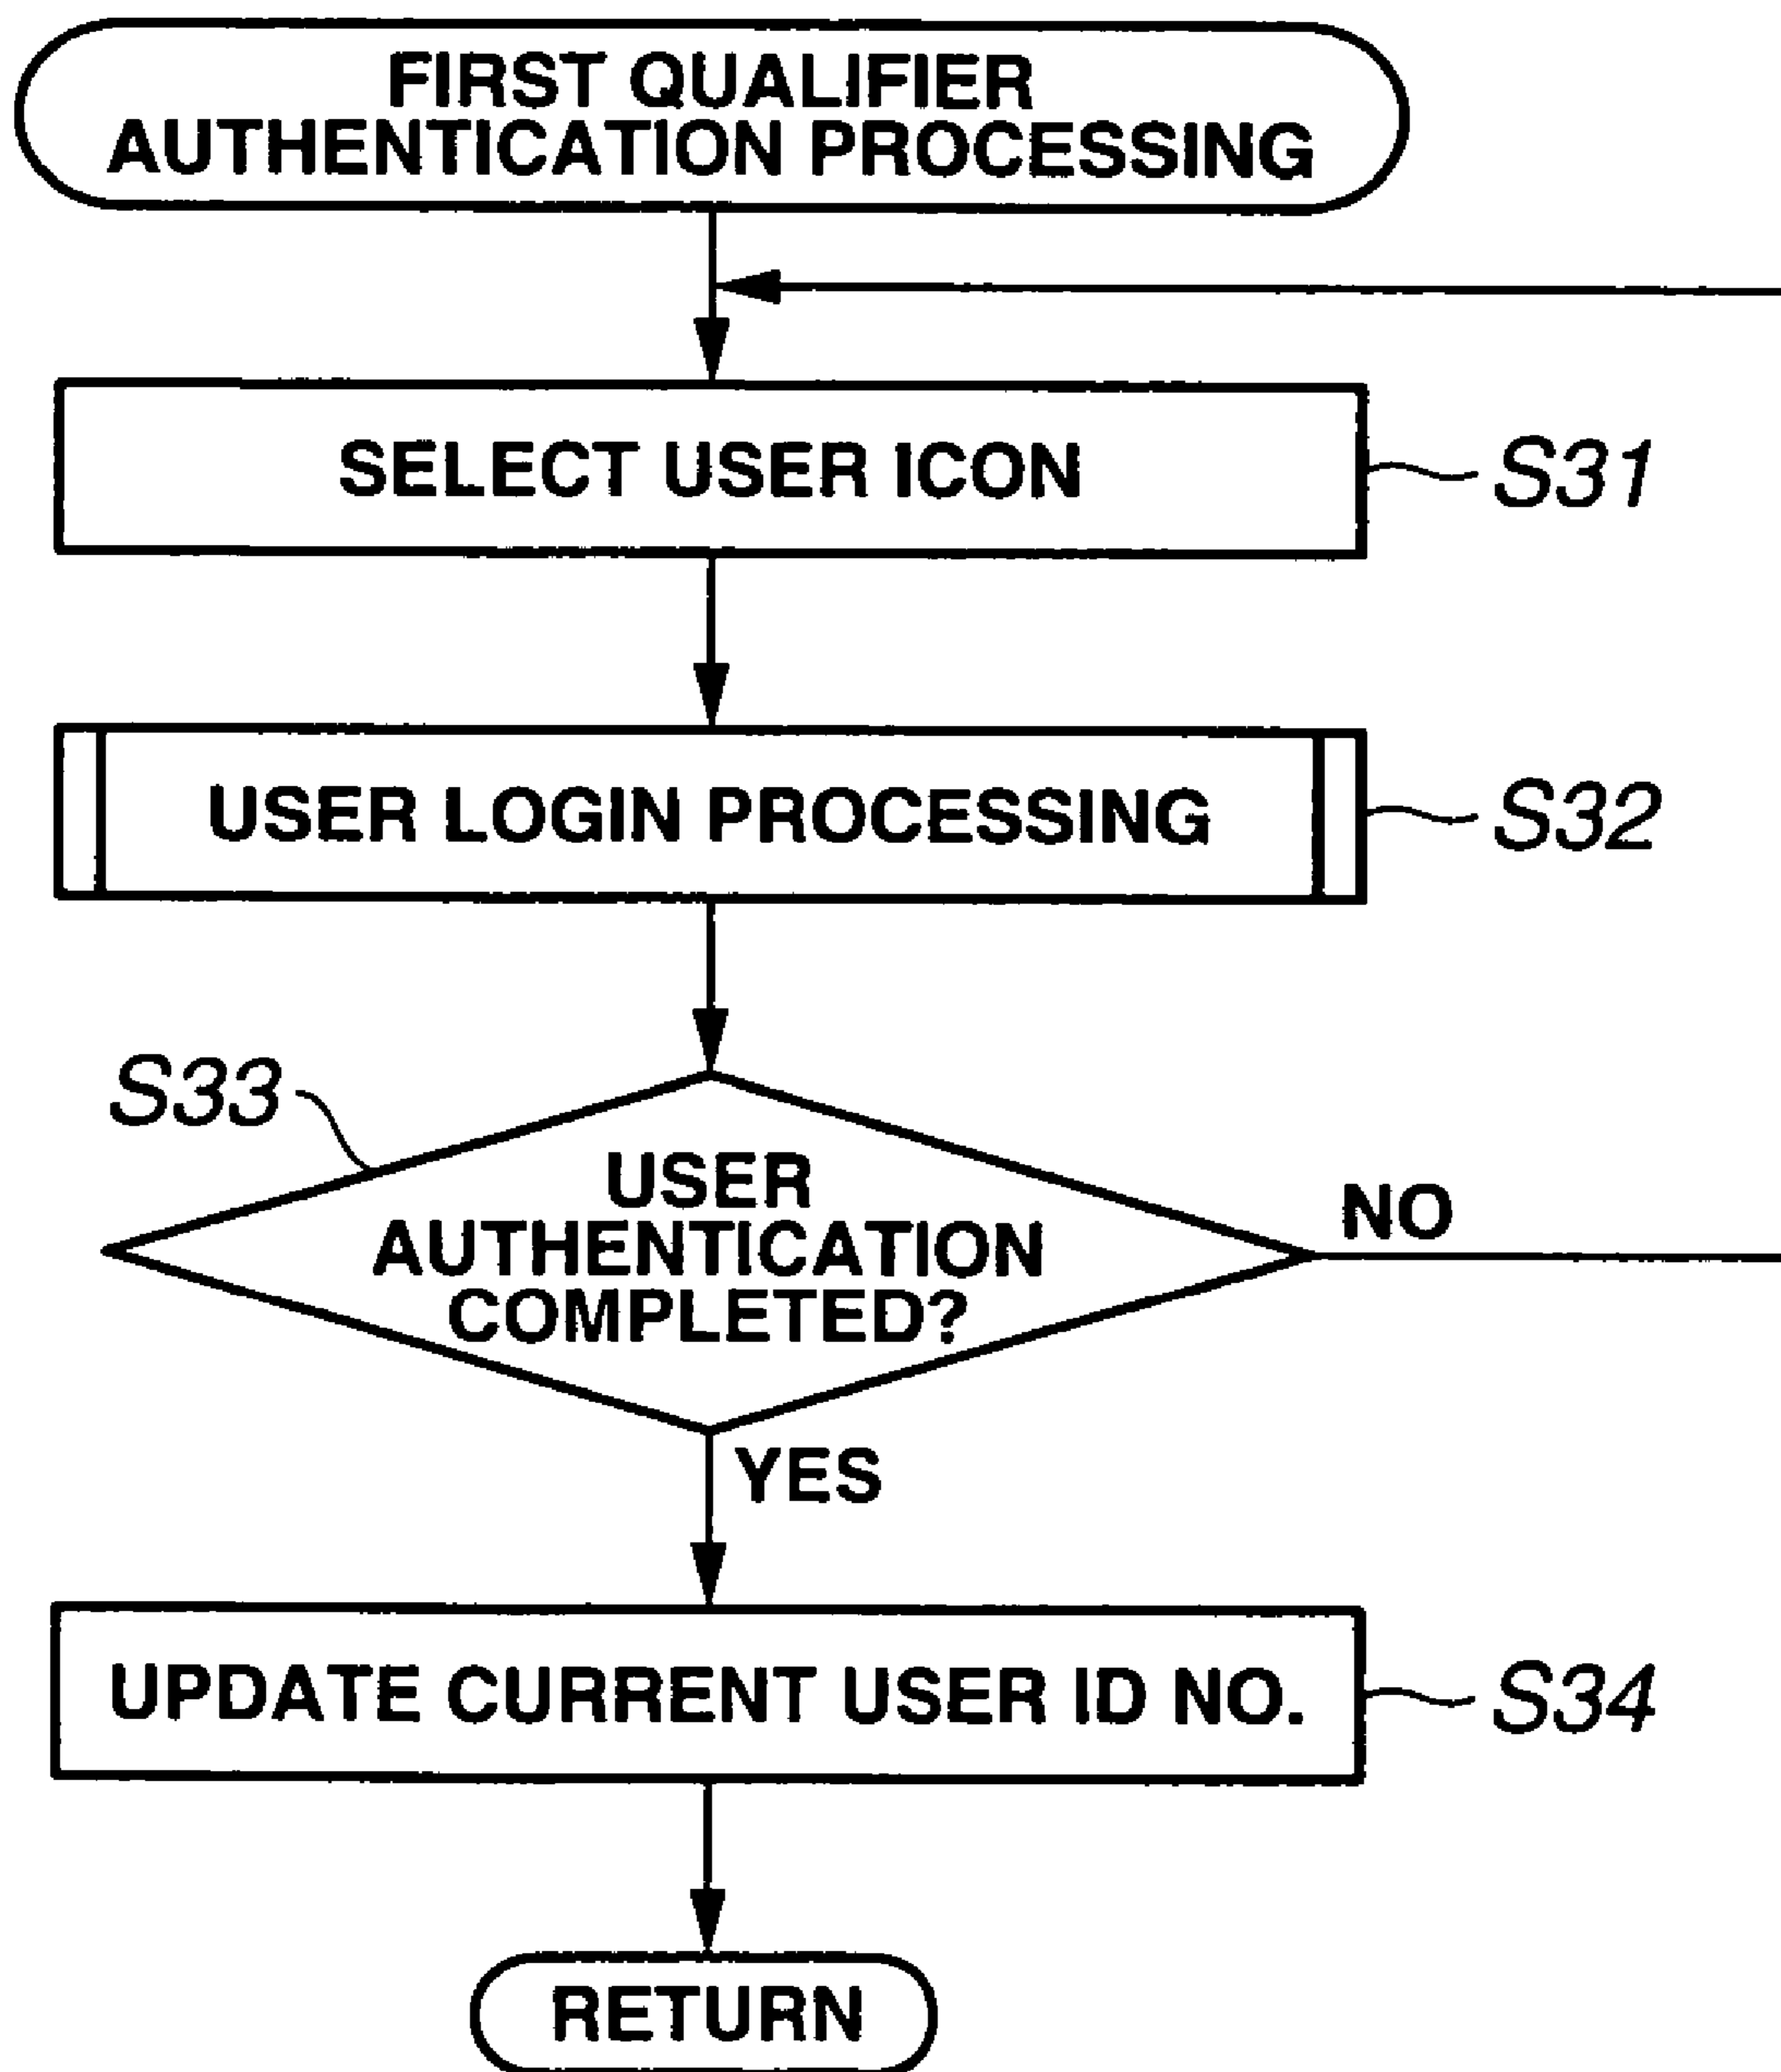 FIRST QUALIFIER
AUTHENTICATION PROCESSING
SELECT USER ICON
S31
USER LOGIN PROCESSING
S32
S33
USER
AUTHENTICATION
COMPLETED?
NO
YES
UPDATE CURRENT USER ID NO.
S34
RETURN